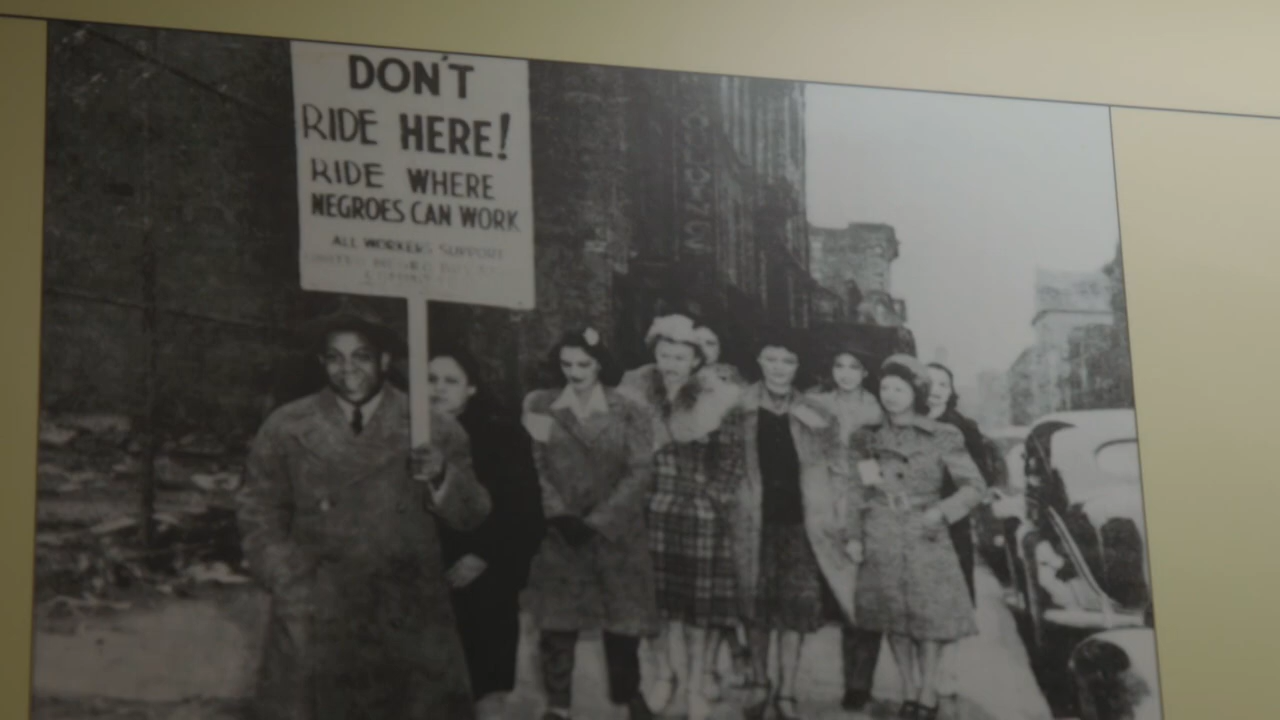 DON'T
RIDE HERE!
RIDE WHERE
NEGROES CAN WORK
ALL WORKERS SUPPORT